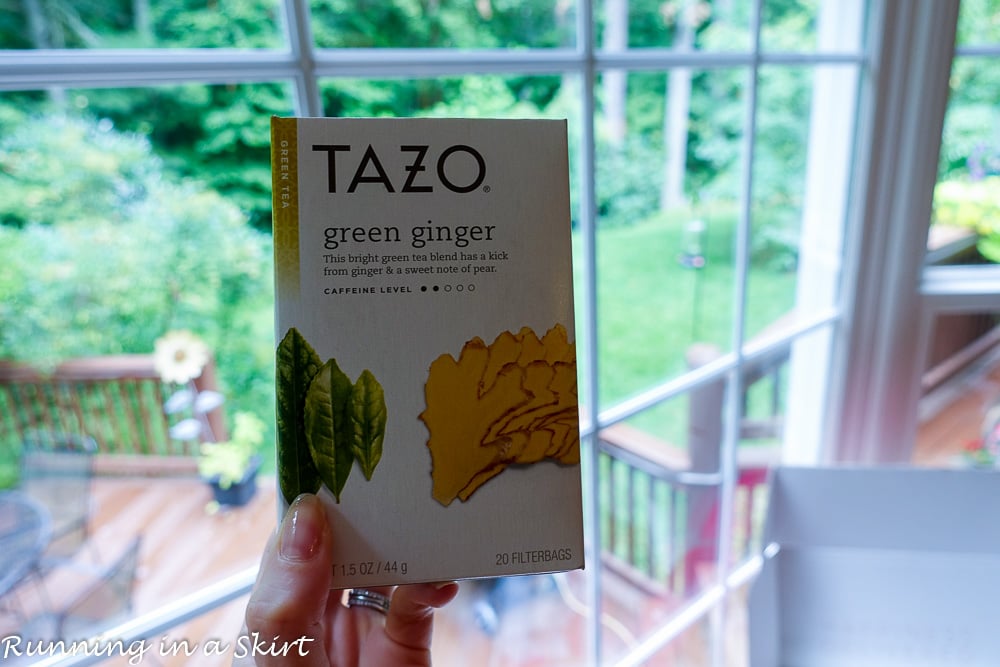 GREEN TEA
TAZO®
green ginger
This bright green tea blend has a kick
from ginger & a sweet note of pear.
CAFFEINE LEVEL
1.5 OZ / 44 g
20 FILTERBAGS
Running in a Skirt